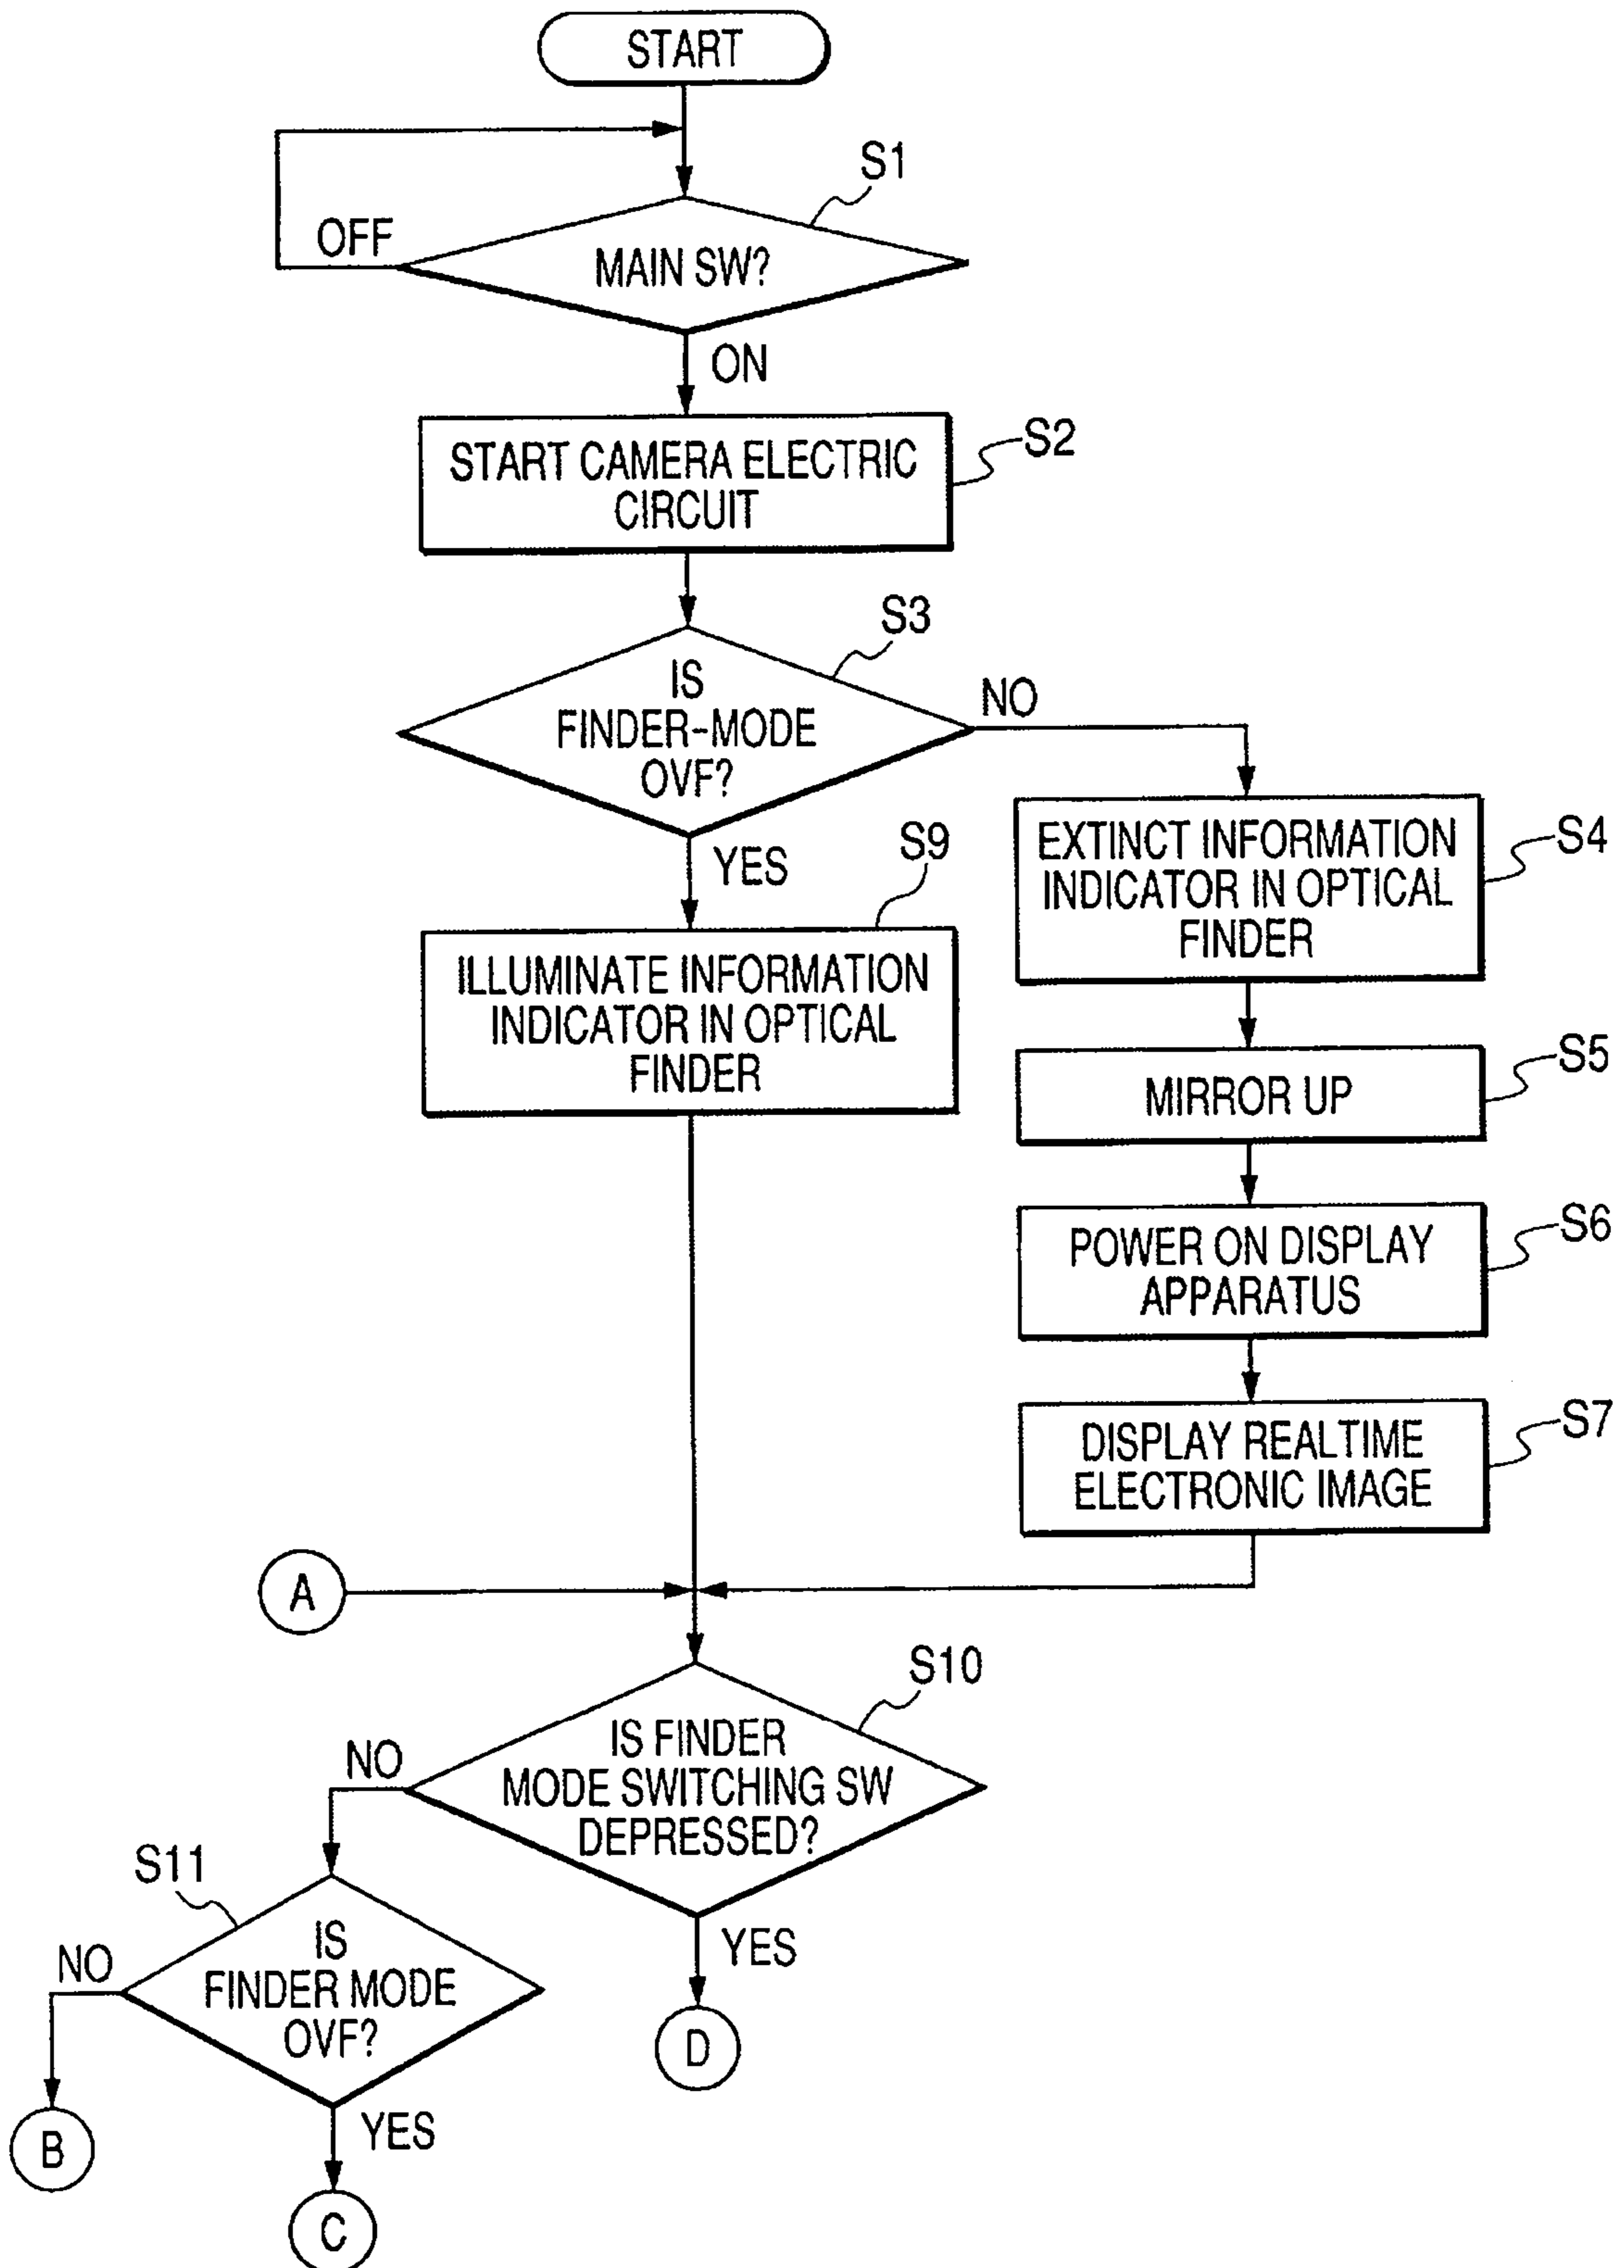 START
S1
OFF
MAIN SW?
ON
START CAMERA ELECTRIC
CIRCUIT
S2
S3
IS
FINDER-MODE
OVF?
NO
YES
S9
EXTINCT INFORMATION
INDICATOR IN OPTICAL
FINDER
S4
ILLUMINATE INFORMATION
INDICATOR IN OPTICAL
FINDER
MIRROR UP
S5
POWER ON DISPLAY
APPARATUS
S6
DISPLAY REALTIME
ELECTRONIC IMAGE
S7
A
S10
IS FINDER
MODE SWITCHING SW
DEPRESSED?
NO
YES
S11
IS
FINDER MODE
OVF?
NO
D
YES
B
C